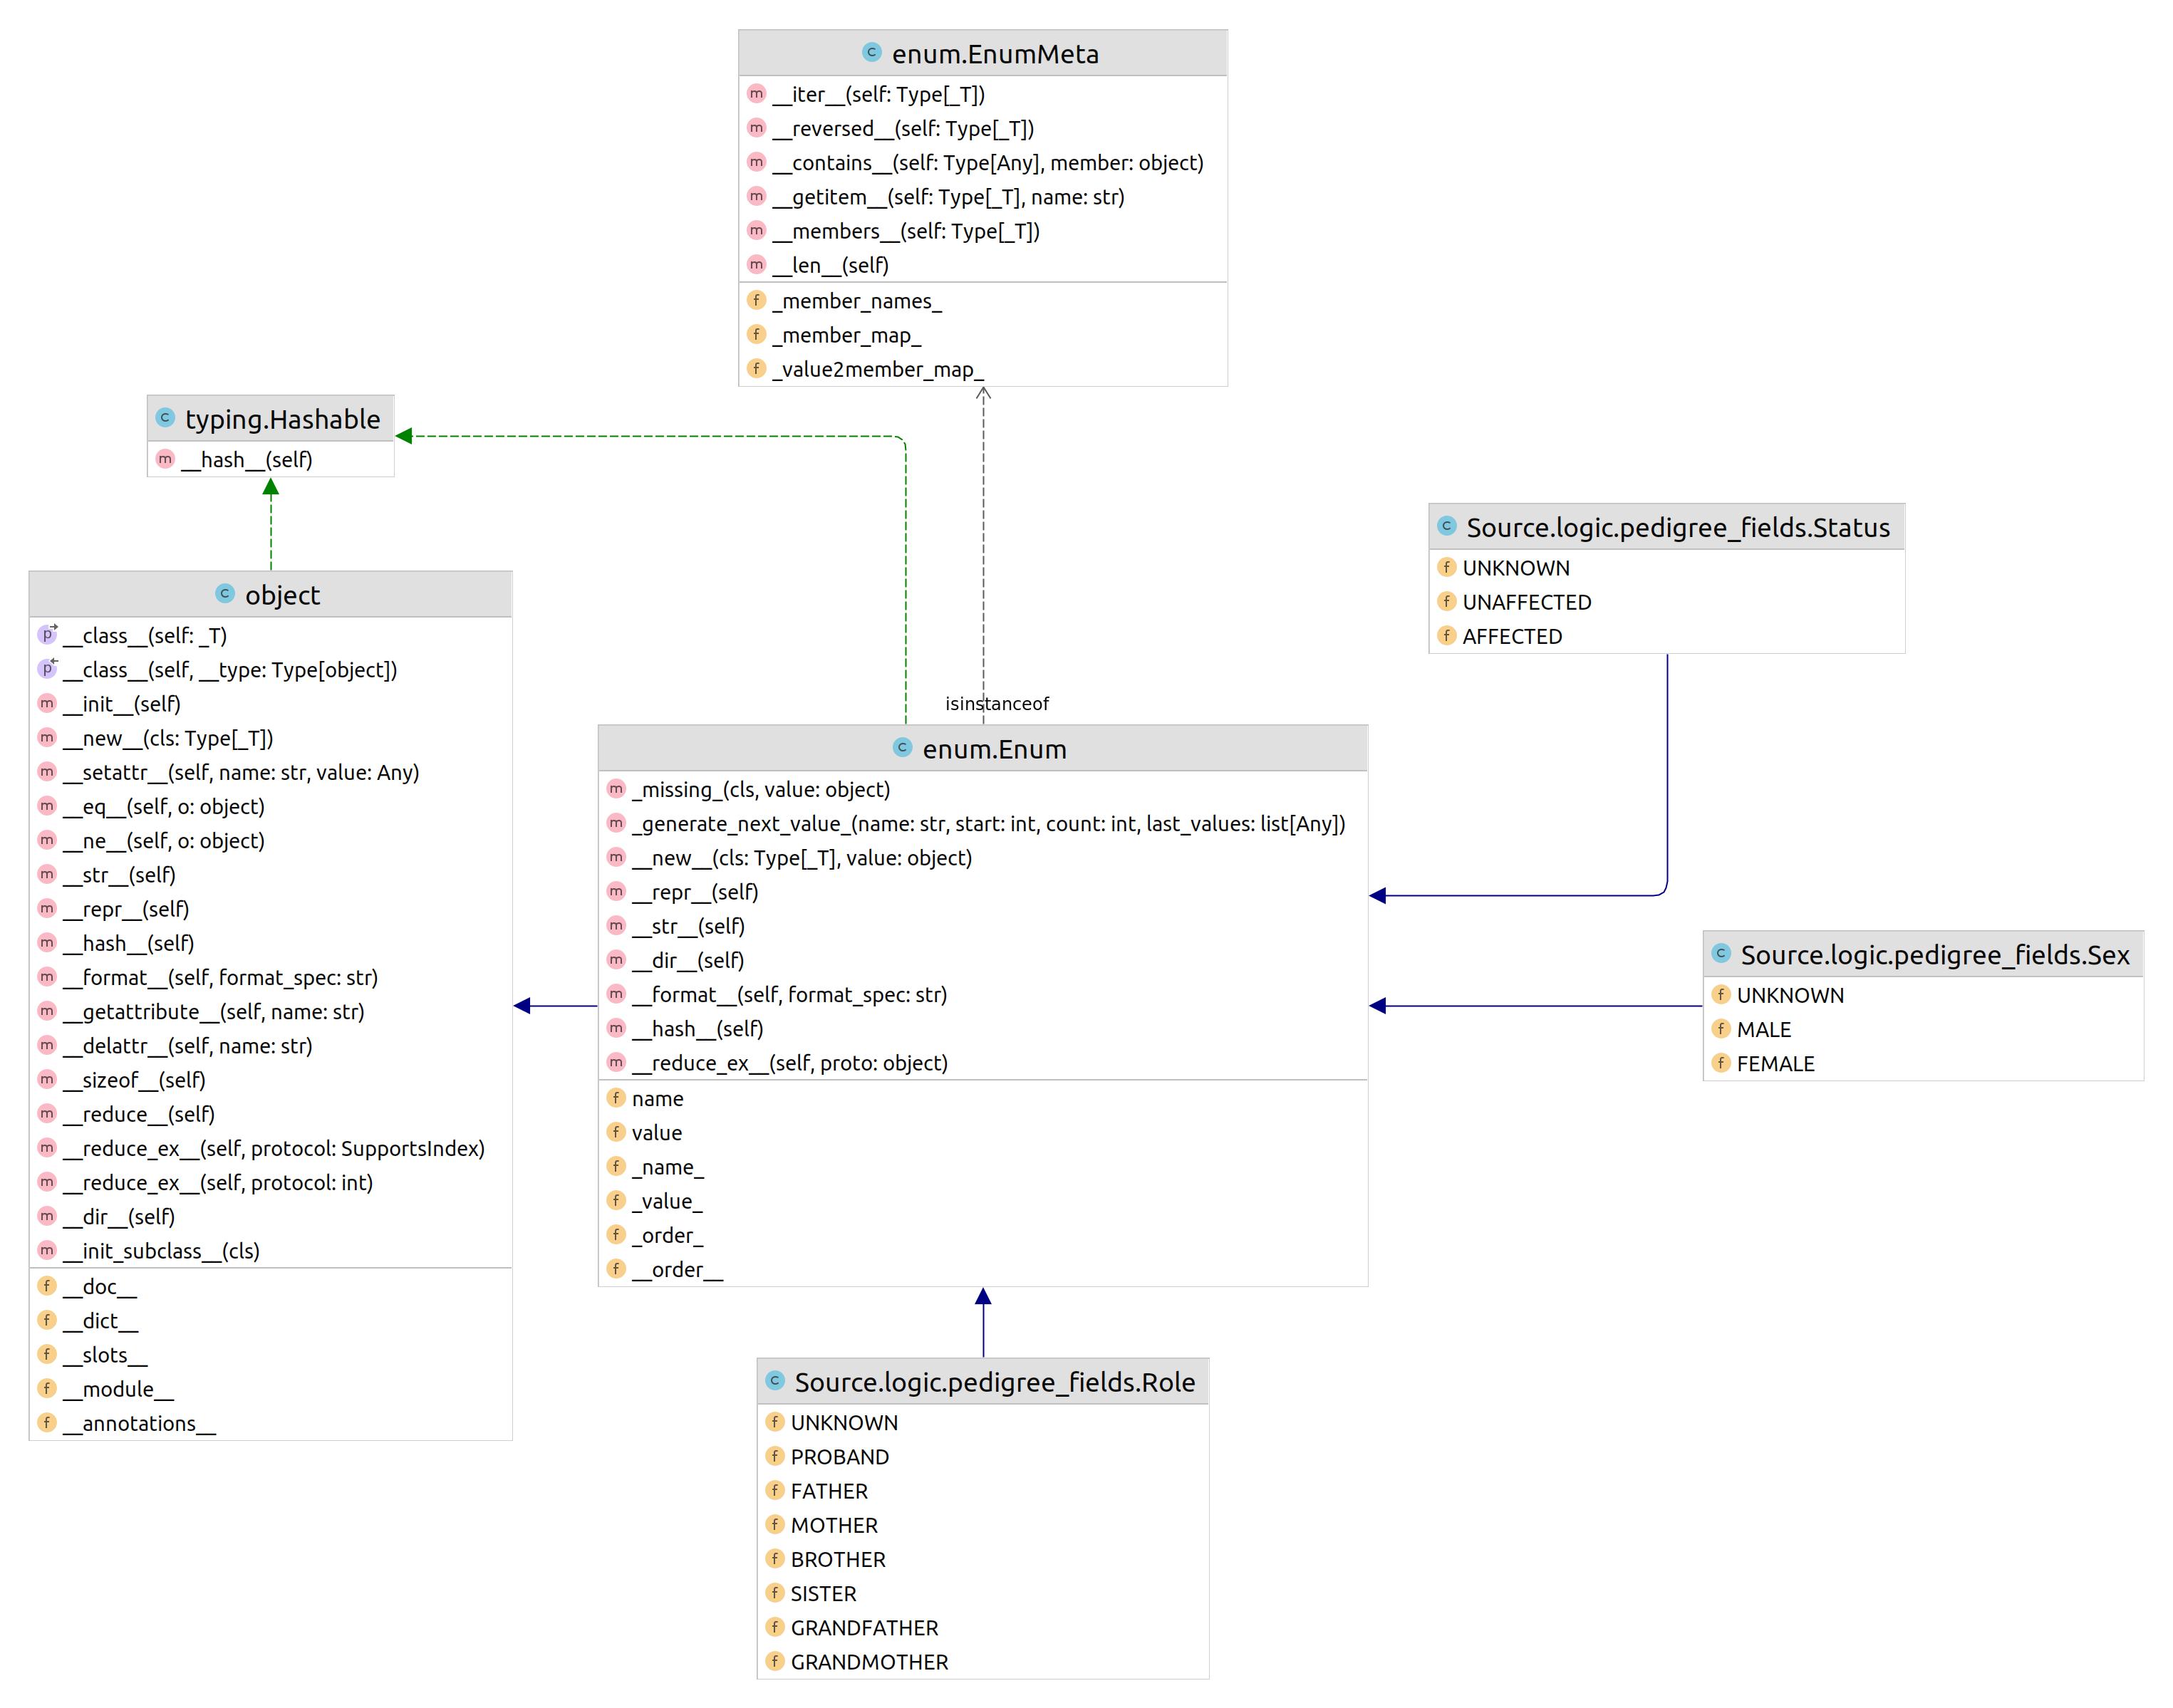 enum.EnumMeta
__iter__(self: Type[_T])
__reversed__(self: Type[_T])
__contains__(self: Type[Any], member: object)
__getitem__(self: Type[_T], name: str)
__members__(self: Type[_T])
__len__(self)
_member_names_
_member_map_
_value2member_map_
typing.Hashable
__hash__(self)
object
__class__(self: _T)
__class__(self, __type: Type[object])
__init__(self)
__new__(cls: Type[_T])
__setattr__(self, name: str, value: Any)
__eq__(self, o: object)
__ne__(self, o: object)
__str__(self)
__repr__(self)
__hash__(self)
__format__(self, format_spec: str)
__getattribute__(self, name: str)
__delattr__(self, name: str)
__sizeof__(self)
__reduce__(self)
__reduce_ex__(self, protocol: SupportsIndex)
__reduce_ex__(self, protocol: int)
__dir__(self)
__init_subclass__(cls)
__doc__
__dict__
__slots__
__module__
__annotations__
isinstanceof
enum.Enum
_missing_(cls, value: object)
_generate_next_value_(name: str, start: int, count: int, last_values: list[Any])
__new__(cls: Type[_T], value: object)
__repr__(self)
__str__(self)
__dir__(self)
__format__(self, format_spec: str)
__hash__(self)
__reduce_ex__(self, proto: object)
name
value
_name_
_value_
_order_
__order__
Source.logic.pedigree_fields.Status
UNKNOWN
UNAFFECTED
AFFECTED
Source.logic.pedigree_fields.Sex
UNKNOWN
MALE
FEMALE
Source.logic.pedigree_fields.Role
UNKNOWN
PROBAND
FATHER
MOTHER
BROTHER
SISTER
GRANDFATHER
GRANDMOTHER